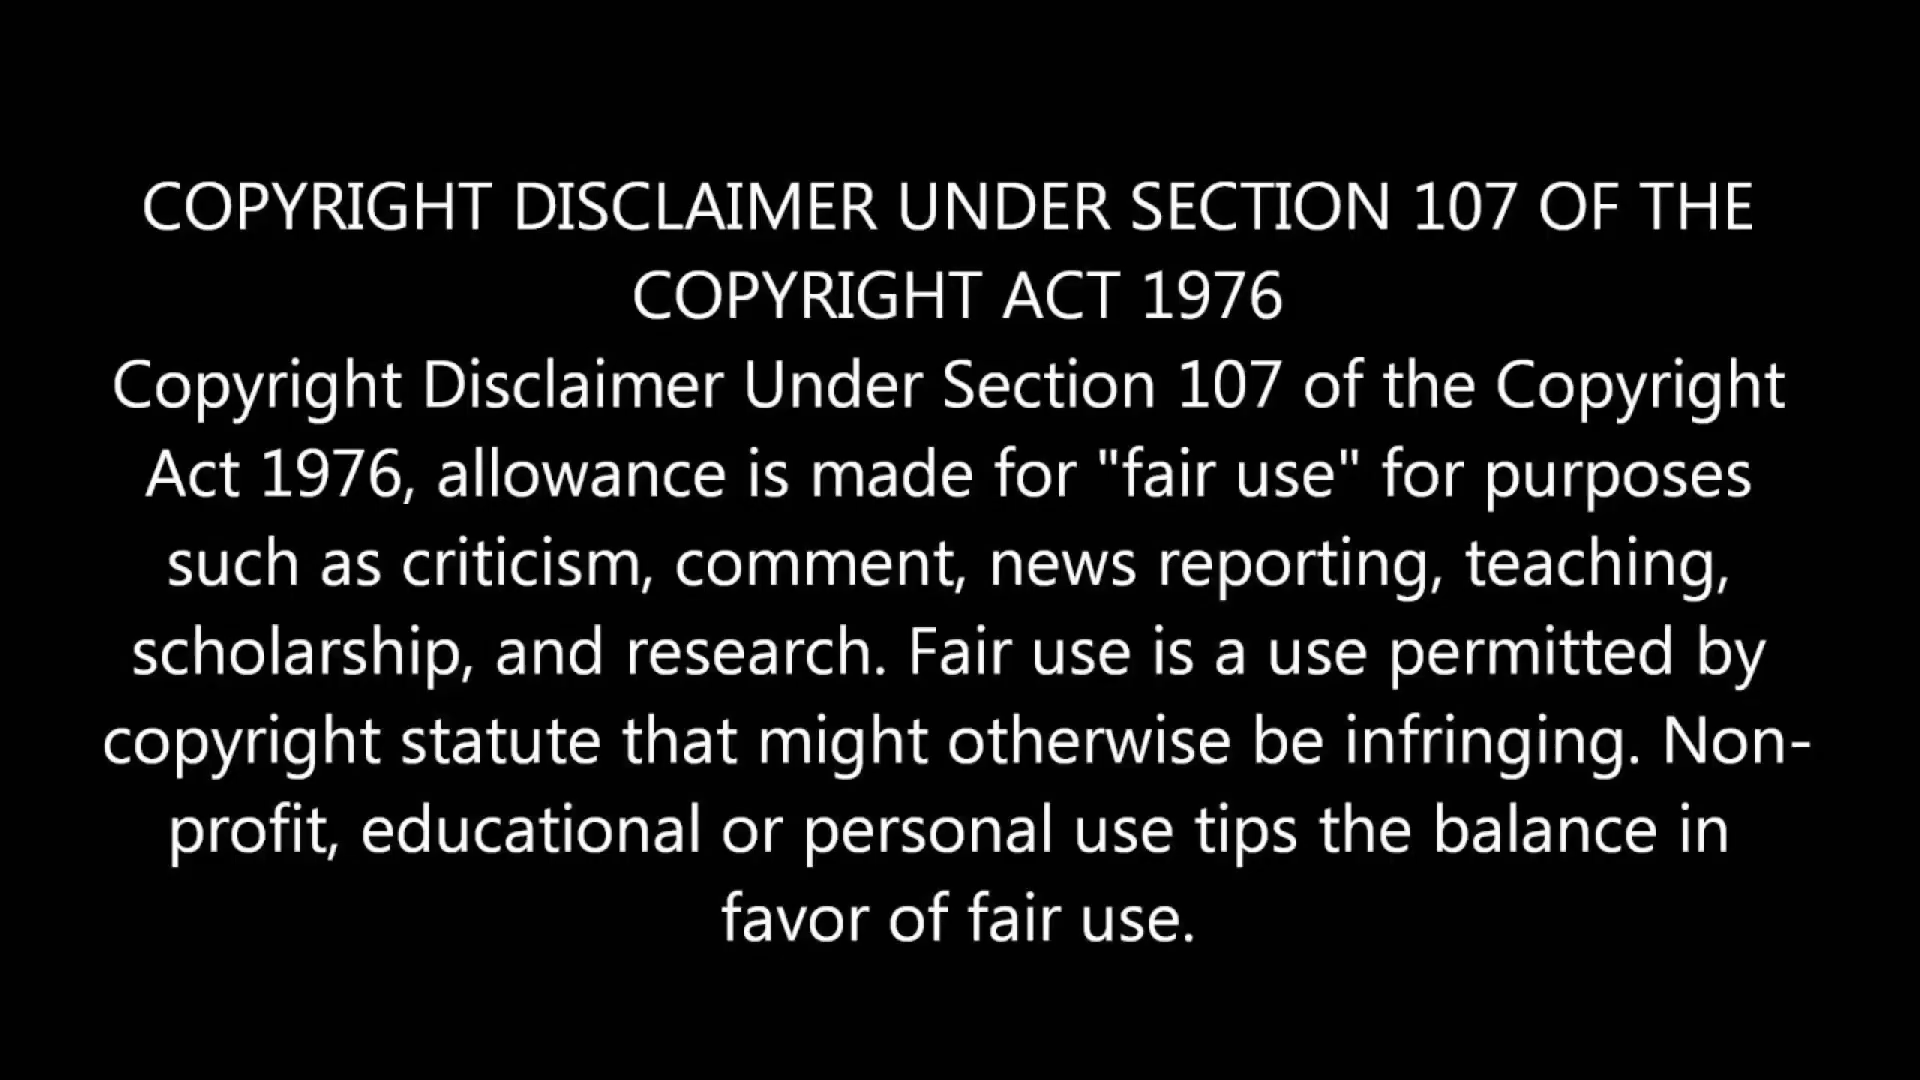 COPYRIGHT DISCLAIMER UNDER SECTION 107 OF THE
COPYRIGHT ACT 1976
Copyright Disclaimer Under Section 107 of the Copyright
Act 1976, allowance is made for "fair use" for purposes
such as criticism, comment, news reporting, teaching,
scholarship, and research. Fair use is a use permitted by
copyright statute that might otherwise be infringing. Non-
profit, educational or personal use tips the balance in
favor of fair use.